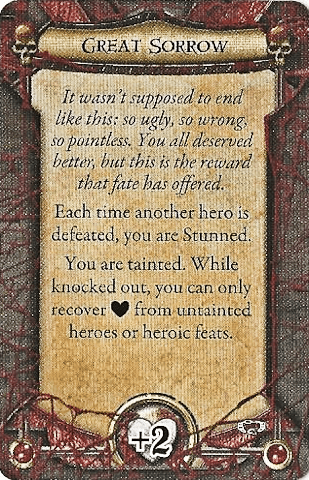 Great Sorrow
It wasn't supposed to end
like this: so ugly, so wrong,
so pointless. You all deserved
better, but this is the reward
that fate has offered.
Each time another hero is
defeated, you are Stunned.
You are tainted. While
knocked out, you can only
recover ♥ from untainted
heroes or heroic feats.
+2